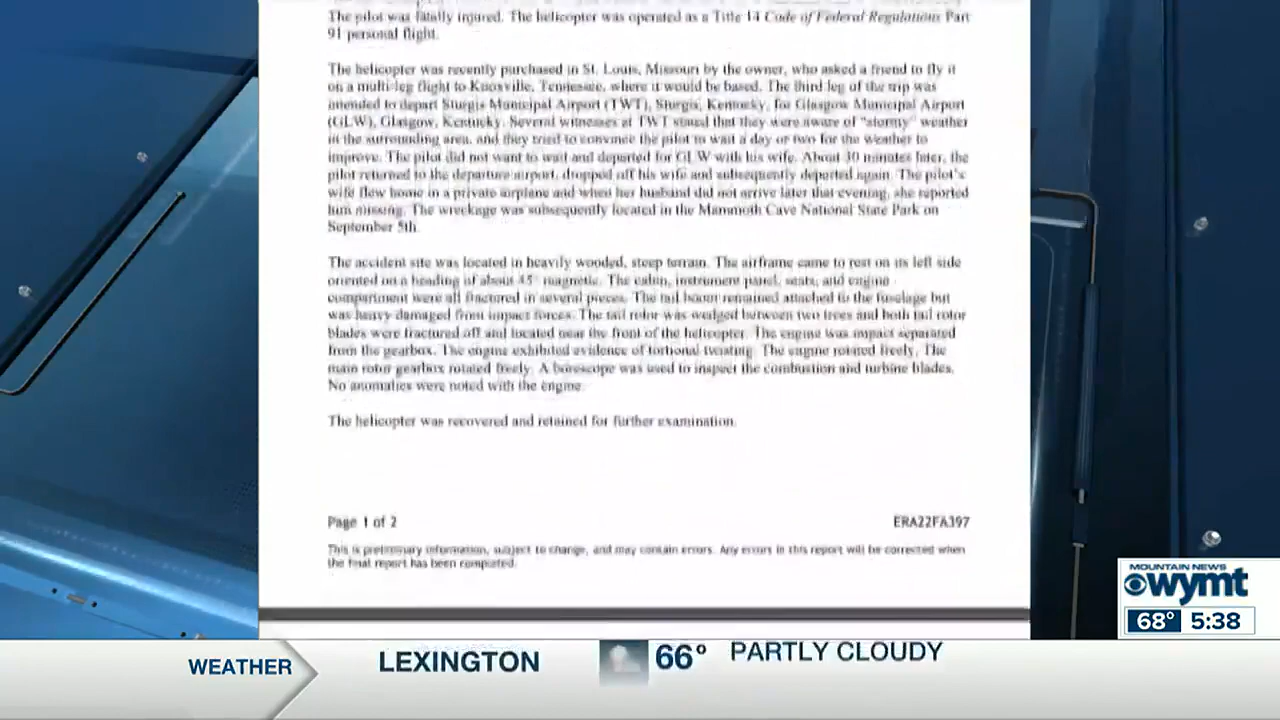 The pilot was fatally injured. The helicopter was operated as a Title 14 Code of Federal Regulations Part
91 personal flight.
The helicopter was recently purchased in St. Louis, Missouri by the owner, who asked a friend to fly it
on a multi-leg flight to Knoxville, Tennessee, where it would be based. The third leg of the trip was
intended to depart Sturgis Municipal Airport (TWT), Sturgis, Kentucky, for Glasgow Municipal Airport
(GLW), Glasgow, Kentucky. Several witnesses at TWT stated that they were aware of "stormy" weather
in the surrounding area, and they tried to convince the pilot to wait a day or two for the weather to
improve. The pilot did not want to wait and departed for GLW with his wife. About 30 minutes later, the
pilot returned to the departure airport, dropped off his wife and subsequently departed again. The pilot's
wife flew home in a private airplane and when her husband did not arrive later that evening, she reported
him missing. The wreckage was subsequently located in the Mammoth Cave National State Park on
September 5th.
The accident site was located in heavily wooded, steep terrain. The airframe came to rest on its left side
oriented on a heading of about 45° magnetic. The cabin, instrument panel, seats, and engine
compartment were all fractured in several pieces. The tail boom remained attached to the fuselage but
was heavy damaged from impact forces. The tail rotor was wedged between two trees and both tail rotor
blades were fractured off and located near the front of the helicopter. The engine was impact separated
from the gearbox. The engine exhibited evidence of tortional twisting. The engine rotated freely. The
main rotor gearbox rotated freely. A borescope was used to inspect the combustion and turbine blades.
No anomalies were noted with the engine.
The helicopter was recovered and retained for further examination.
Page 1 of 2 ERA22FA397
This is preliminary information, subject to change, and may contain errors. Any errors in this report will be corrected when
the final report has been completed.
MOUNTAIN NEWS
wymt
68° 5:38
WEATHER LEXINGTON 66° PARTLY CLOUDY